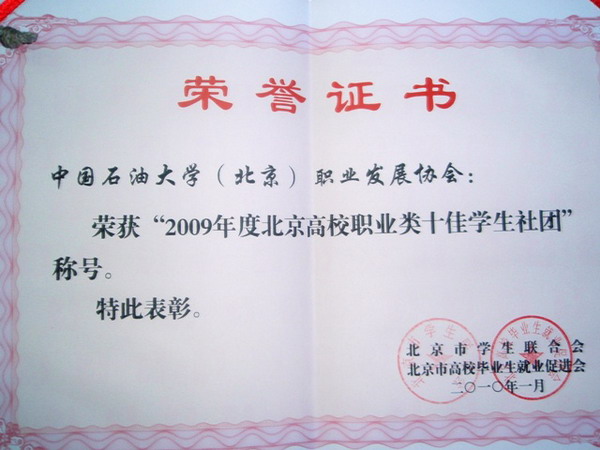 荣誉证书
中国石油大学（北京）职业发展协会：
荣获“2009年度北京高校职业类十佳学生社团”
称号。
特此表彰。
北京市学生联合会
北京市高校毕业生就业促进会
二〇一〇年一月